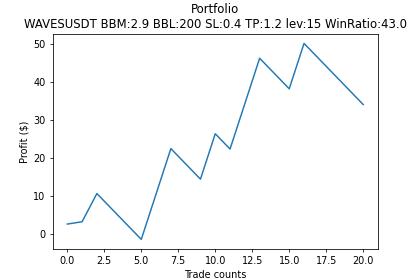 Portfolio
WAVESUSDT BBM:2.9 BBL:200 SL:0.4 TP:1.2 lev:15 WinRatio:43.0
50
40
30
20
10
0
Profit ($)
0.0 2.5 5.0 7.5 10.0 12.5 15.0 17.5 20.0
Trade counts